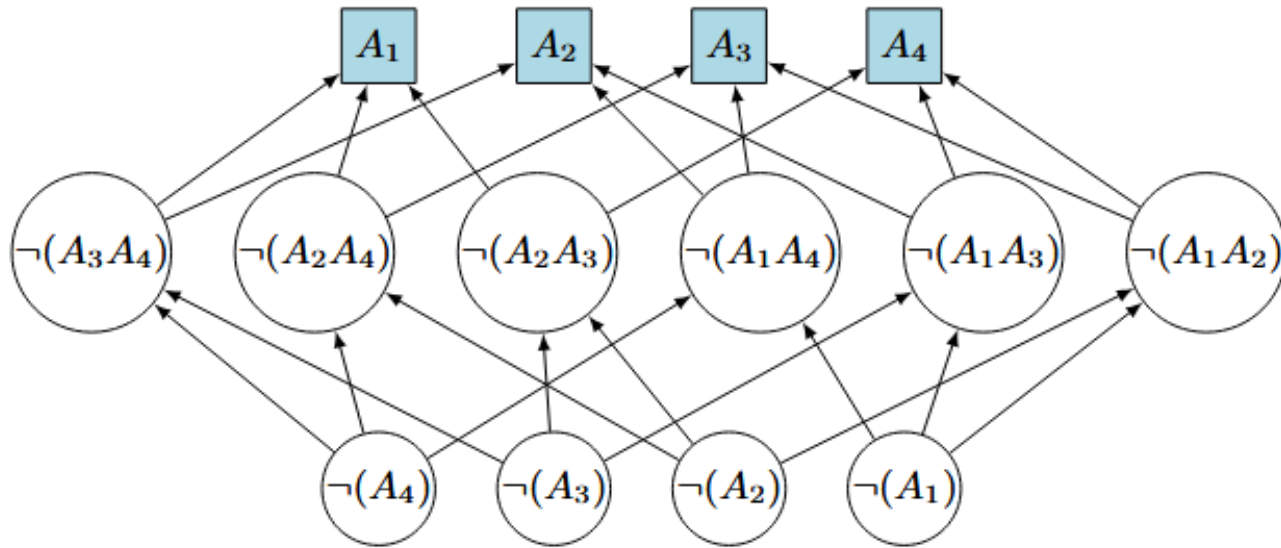 A₁ A₂ A₃ A₄
¬(A₃A₄) ¬(A₂A₄) ¬(A₂A₃) ¬(A₁A₄) ¬(A₁A₃) ¬(A₁A₂)
¬(A₄) ¬(A₃) ¬(A₂) ¬(A₁)